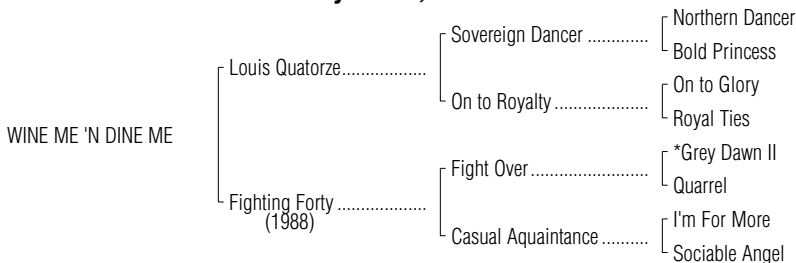 Northern Dancer
Sovereign Dancer .............
Bold Princess
Louis Quatorze...................
On to Glory
On to Royalty ....................
Royal Ties
WINE ME 'N DINE ME
*Grey Dawn II
Fight Over .........................
Quarrel
Fighting Forty ....................
(1988)
I'm For More
Casual Aquaintance ..........
Sociable Angel